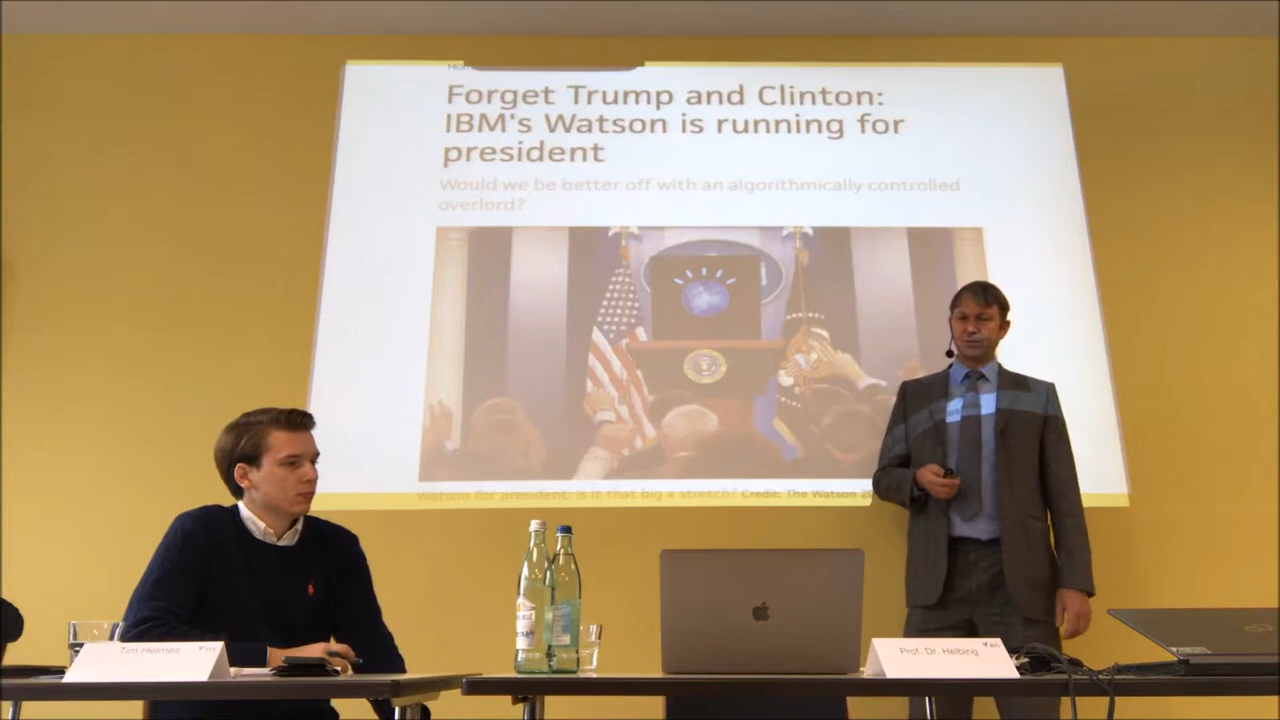 Forget Trump and Clinton:
IBM's Watson is running for
president
Would we be better off with an algorithmically controlled
overlord?
Watson for president: is it that big a stretch? Credit: The Watson
Tim Helmes
Prof. Dr. Helbing